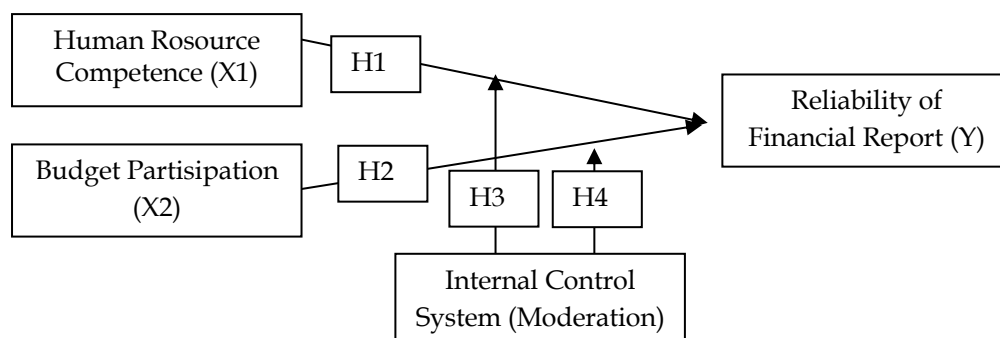 Human Rosource
Competence (X1)
H1
Reliability of
Financial Report (Y)
Budget Partisipation
(X2)
H2
H3
H4
Internal Control
System (Moderation)